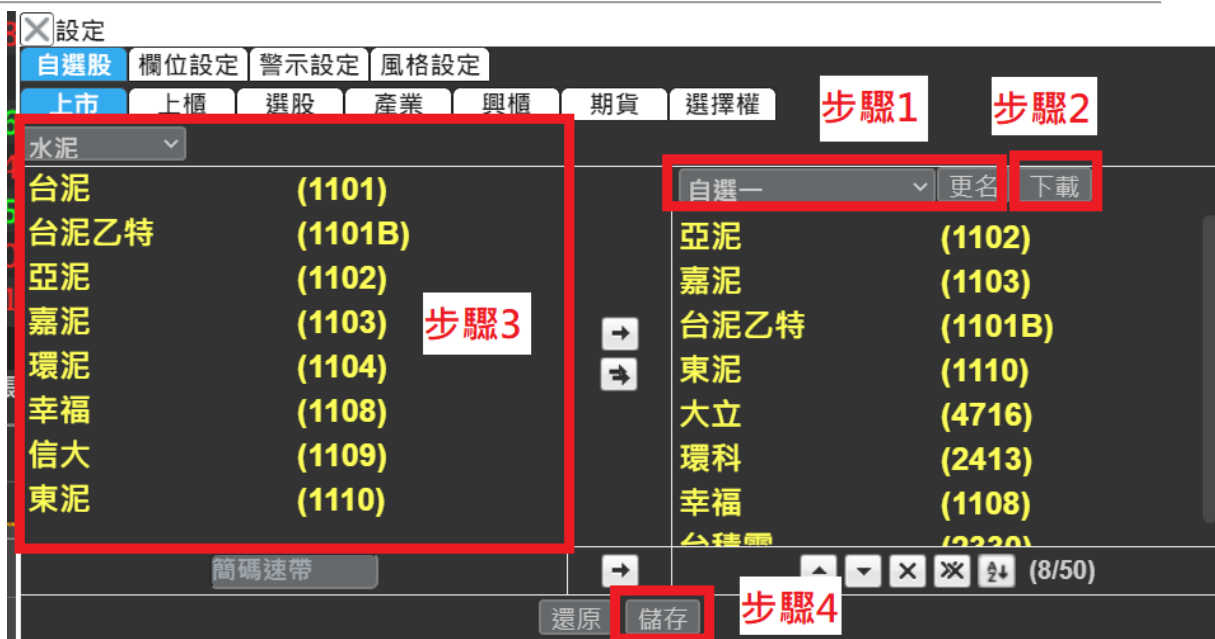 設定
自選股 欄位設定 警示設定 風格設定
上市 上櫃 選股 產業 興櫃 期貨 選擇權 步驟1 步驟2
水泥
自選一 更名 下載
台泥 (1101)
台泥乙特 (1101B)
亞泥 (1102)
嘉泥 (1103)
環泥 (1104)
幸福 (1108)
信大 (1109)
東泥 (1110)
步驟3
亞泥 (1102)
嘉泥 (1103)
台泥乙特 (1101B)
東泥 (1110)
大立 (4716)
環科 (2413)
幸福 (1108)
台積電 (2330)
簡碼速帶
(8/50)
還原 儲存 步驟4